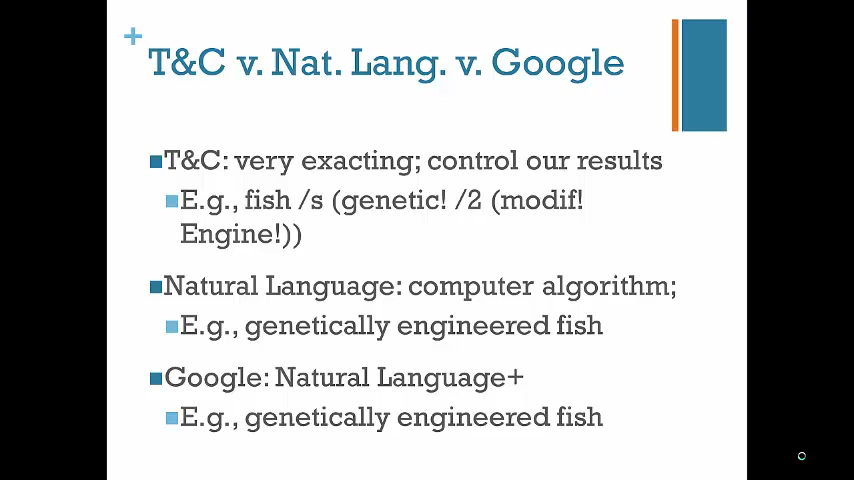 +
T&C v. Nat. Lang. v. Google
T&C: very exacting; control our results
E.g., fish /s (genetic! /2 (modif!
Engine!))
Natural Language: computer algorithm;
E.g., genetically engineered fish
Google: Natural Language+
E.g., genetically engineered fish